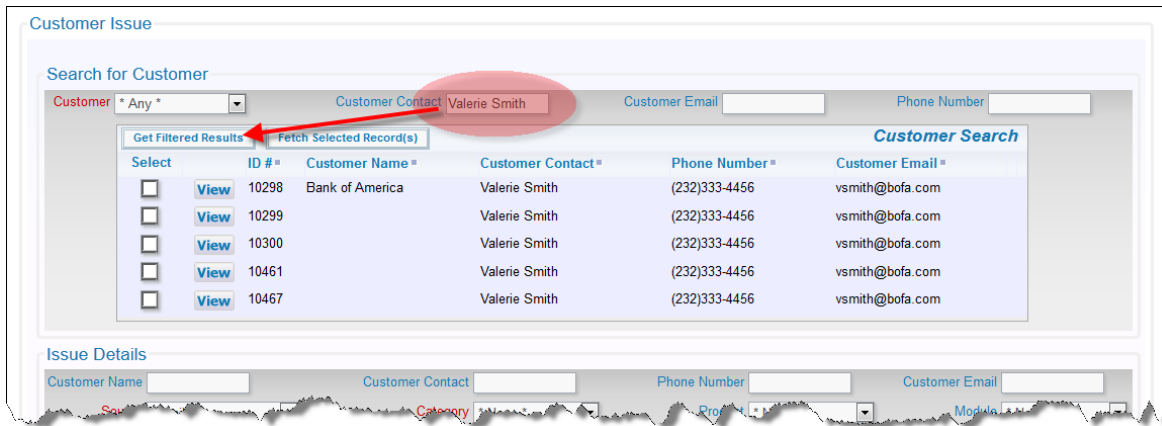 Customer Issue
Search for Customer
Customer * Any * Customer Contact Valerie Smith Customer Email Phone Number
Get Filtered Results Fetch Selected Record(s) Customer Search
Select ID # Customer Name Customer Contact Phone Number Customer Email
View 10298 Bank of America Valerie Smith (232)333-4456 vsmith@bofa.com
View 10299 Valerie Smith (232)333-4456 vsmith@bofa.com
View 10300 Valerie Smith (232)333-4456 vsmith@bofa.com
View 10461 Valerie Smith (232)333-4456 vsmith@bofa.com
View 10467 Valerie Smith (232)333-4456 vsmith@bofa.com
Issue Details
Customer Name Customer Contact Phone Number Customer Email
Category Module